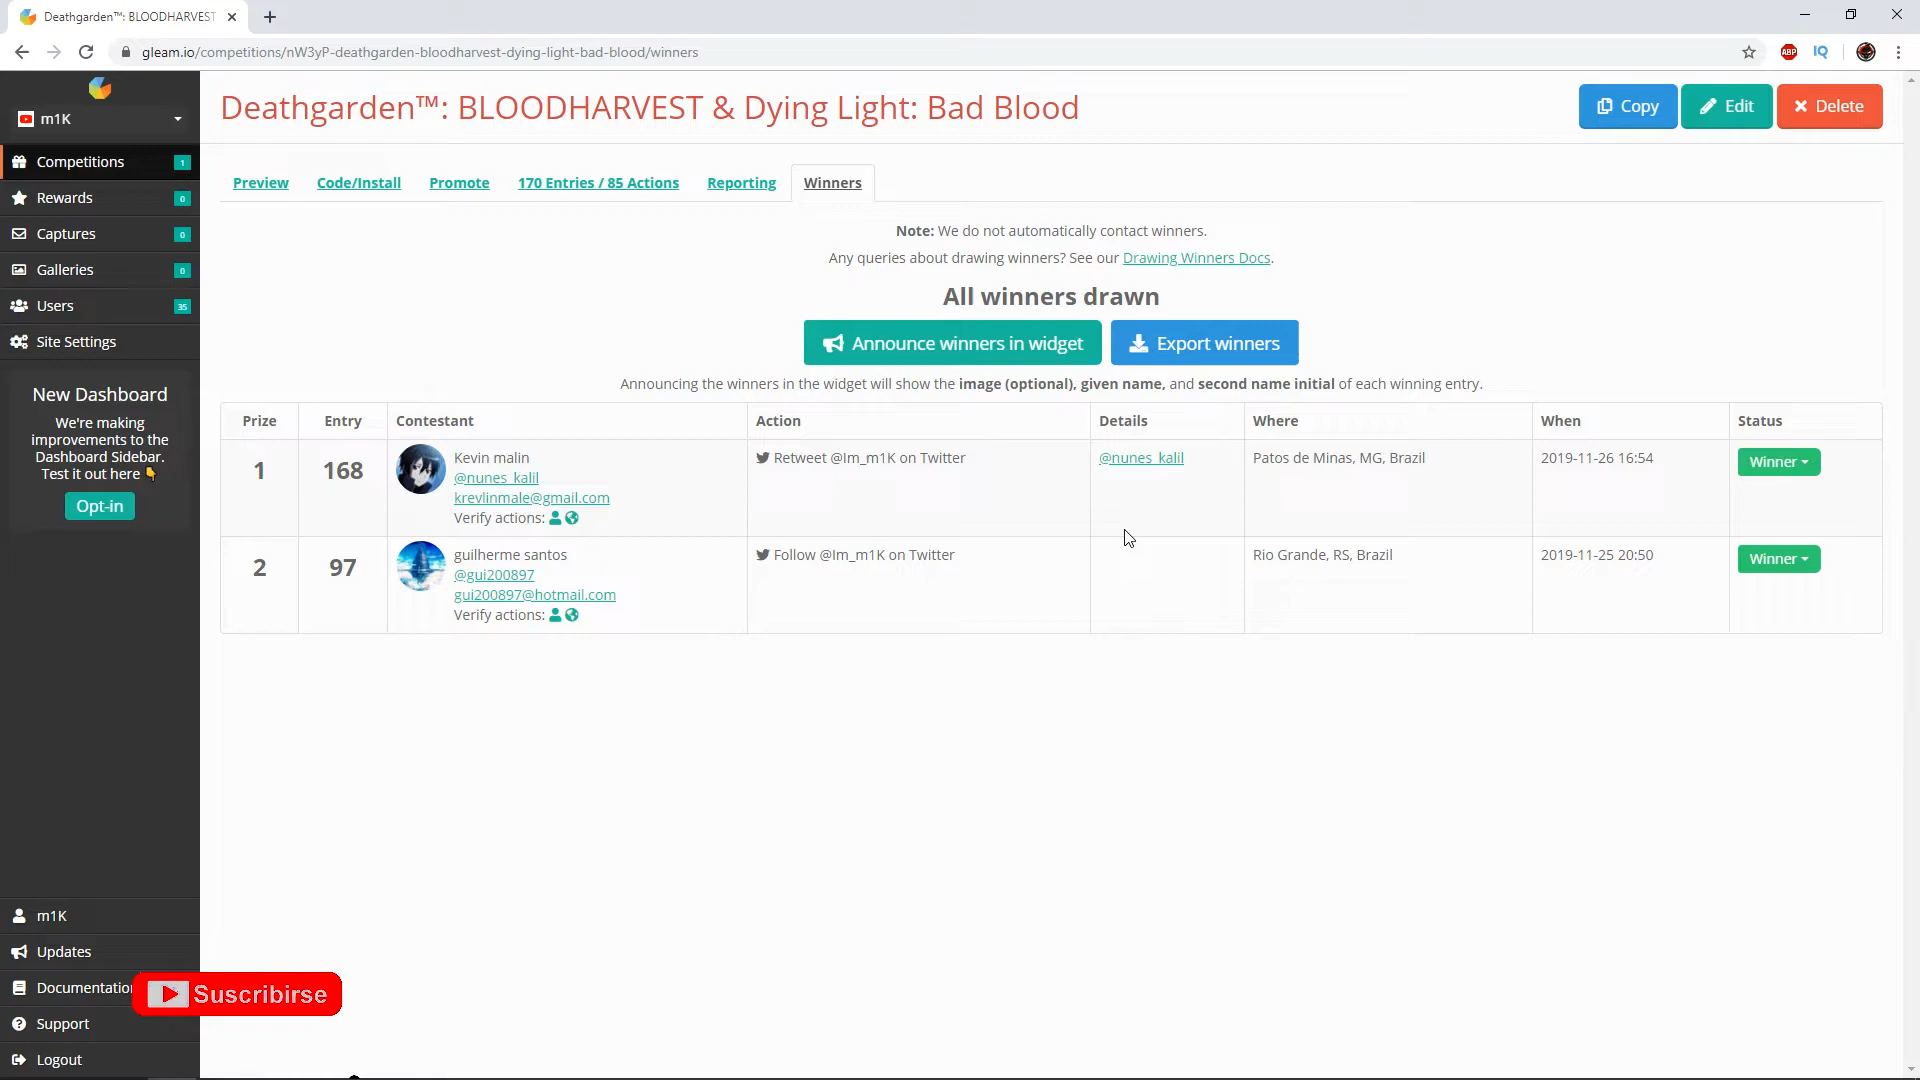 Deathgarden™: BLOODHARVEST
gleam.io/competitions/nW3yP-deathgarden-bloodharvest-dying-light-bad-blood/winners
ABP
IQ
m1K
Competitions 1
Rewards 0
Captures 0
Galleries 0
Users 35
Site Settings
New Dashboard
We're making
improvements to the
Dashboard Sidebar.
Test it out here 👇
Opt-in
m1K
Updates
Documentation
Support
Logout
Suscribirse
Deathgarden™: BLOODHARVEST & Dying Light: Bad Blood
Copy Edit Delete
Preview Code/Install Promote 170 Entries / 85 Actions Reporting Winners
Note: We do not automatically contact winners.
Any queries about drawing winners? See our Drawing Winners Docs.
All winners drawn
Announce winners in widget Export winners
Announcing the winners in the widget will show the image (optional), given name, and second name initial of each winning entry.
Prize Entry Contestant Action Details Where When Status
1 168 Kevin malin Retweet @Im_m1K on Twitter @nunes_kalil Patos de Minas, MG, Brazil 2019-11-26 16:54 Winner
@nunes_kalil
krevlinmale@gmail.com
Verify actions:
2 97 guilherme santos Follow @Im_m1K on Twitter Rio Grande, RS, Brazil 2019-11-25 20:50 Winner
@gui200897
gui200897@hotmail.com
Verify actions: